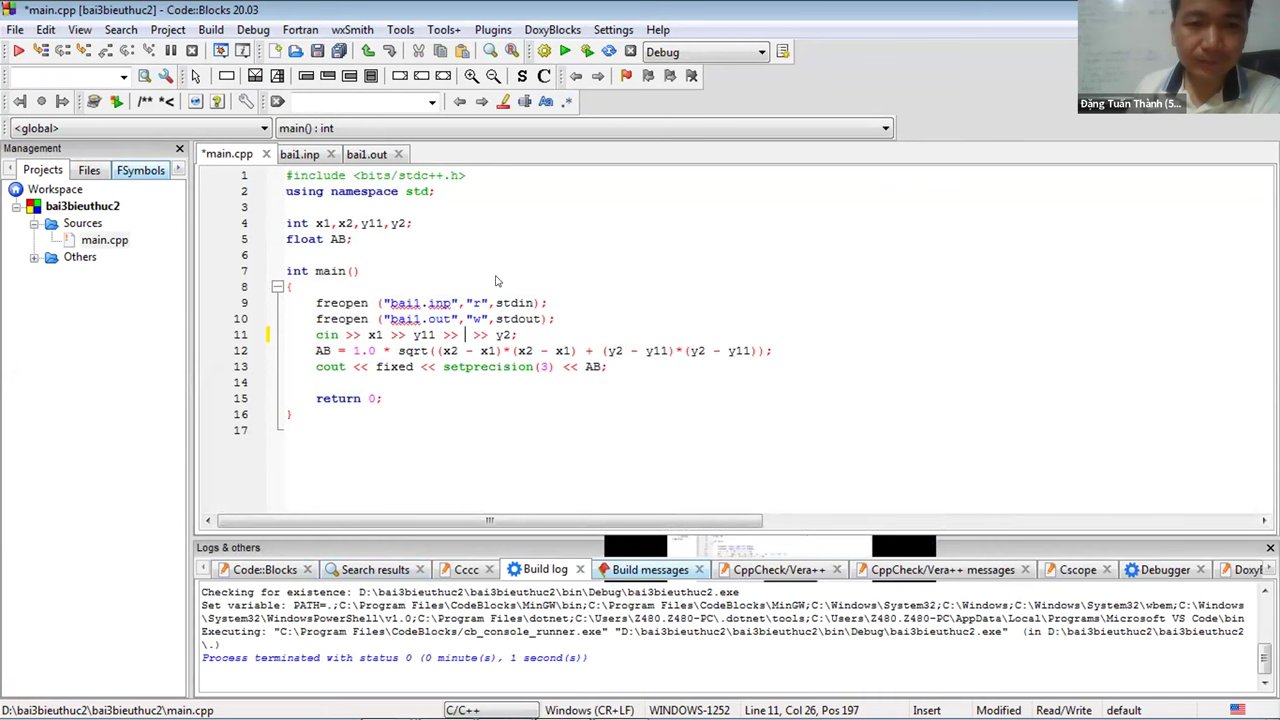 *main.cpp [bai3bieuthuc2] - Code::Blocks 20.03
File Edit View Search Project Build Debug Fortran wxSmith Tools Tools+ Plugins DoxyBlocks Settings Help
Debug
S C
/** *< Aa .*
<global> main() : int
Đặng Tuấn Thành (5...
Management
Projects Files FSymbols
Workspace
bai3bieuthuc2
Sources
main.cpp
Others
*main.cpp bai1.inp bai1.out
1 #include <bits/stdc++.h>
2 using namespace std;
3
4 int x1,x2,y11,y2;
5 float AB;
6
7 int main()
8 {
9 freopen ("bai1.inp","r",stdin);
10 freopen ("bai1.out","w",stdout);
11 cin >> x1 >> y11 >> >> y2;
12 AB = 1.0 * sqrt((x2 - x1)*(x2 - x1) + (y2 - y11)*(y2 - y11));
13 cout << fixed << setprecision(3) << AB;
14
15 return 0;
16 }
17
Logs & others
Code::Blocks Search results Cccc Build log Build messages CppCheck/Vera++ CppCheck/Vera++ messages Cscope Debugger DoxyB
Checking for existence: D:\bai3bieuthuc2\bai3bieuthuc2\bin\Debug\bai3bieuthuc2.exe
Set variable: PATH=.;C:\Program Files\CodeBlocks\MinGW\bin;C:\Program Files\CodeBlocks\MinGW;C:\Windows\System32;C:\Windows;C:\Windows\System32\wbem;C:\Windows
\System32\WindowsPowerShell\v1.0;C:\Program Files\dotnet;C:\Users\Z480.Z480-PC\.dotnet\tools;C:\Users\Z480.Z480-PC\AppData\Local\Programs\Microsoft VS Code\bin
Executing: "C:\Program Files\CodeBlocks/cb_console_runner.exe" "D:\bai3bieuthuc2\bai3bieuthuc2\bin\Debug\bai3bieuthuc2.exe" (in D:\bai3bieuthuc2\bai3bieuthuc2
\.)
Process terminated with status 0 (0 minute(s), 1 second(s))
D:\bai3bieuthuc2\bai3bieuthuc2\main.cpp C/C++ Windows (CR+LF) WINDOWS-1252 Line 11, Col 26, Pos 197 Insert Modified Read/Write default